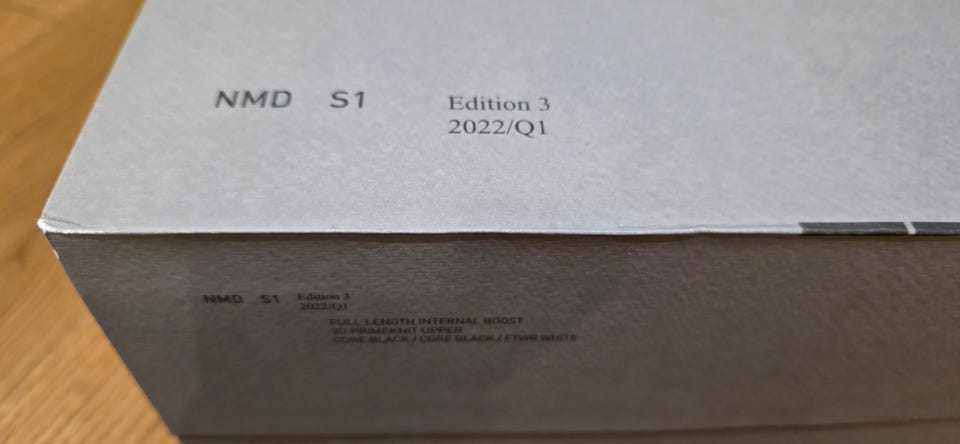 NMD S1 Edition 3
2022/Q1
NMD S1 Edition 3
2022/Q1
FULL LENGTH INTERNAL BOOST
3D PRIMEKNIT UPPER
CORE BLACK / CORE BLACK / FTWR WHITE